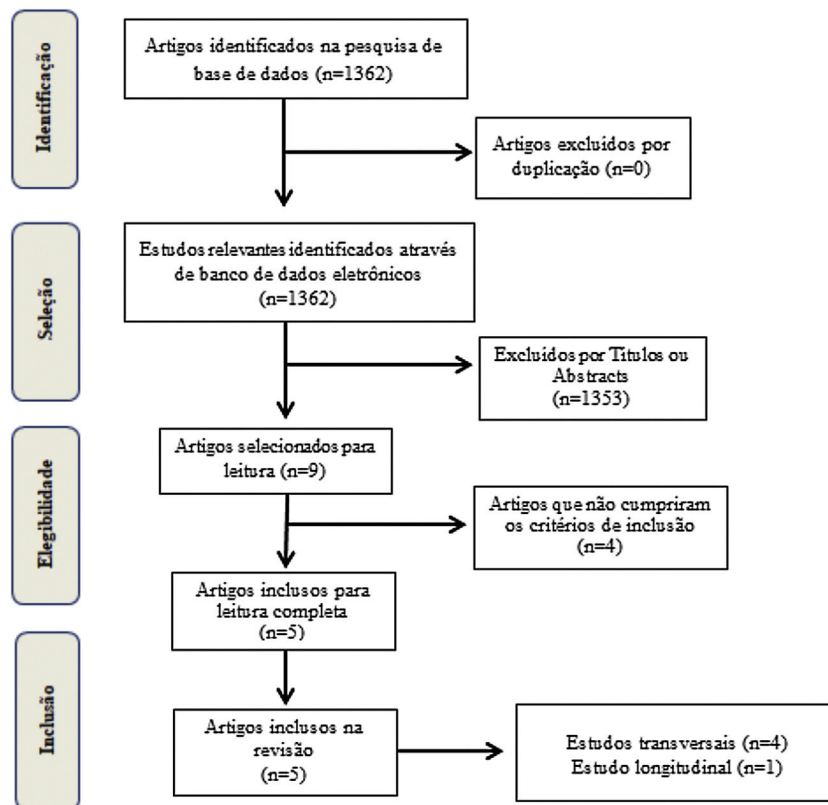 Identificação
Artigos identificados na pesquisa de
base de dados (n=1362)
Artigos excluídos por
duplicação (n=0)
Seleção
Estudos relevantes identificados através
de banco de dados eletrônicos
(n=1362)
Excluídos por Títulos ou
Abstracts
(n=1353)
Elegibilidade
Artigos selecionados para
leitura (n=9)
Artigos que não cumpriram
os critérios de inclusão
(n=4)
Artigos inclusos para
leitura completa
(n=5)
Inclusão
Artigos inclusos na
revisão
(n=5)
Estudos transversais (n=4)
Estudo longitudinal (n=1)